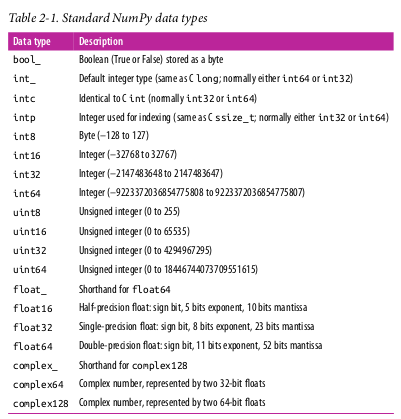 Table 2-1. Standard NumPy data types
Data type Description
bool_ Boolean (True or False) stored as a byte
int_ Default integer type (same as C long; normally either int64 or int32)
intc Identical to C int (normally int32 or int64)
intp Integer used for indexing (same as C ssize_t; normally either int32 or int64)
int8 Byte (–128 to 127)
int16 Integer (–32768 to 32767)
int32 Integer (–2147483648 to 2147483647)
int64 Integer (–9223372036854775808 to 9223372036854775807)
uint8 Unsigned integer (0 to 255)
uint16 Unsigned integer (0 to 65535)
uint32 Unsigned integer (0 to 4294967295)
uint64 Unsigned integer (0 to 18446744073709551615)
float_ Shorthand for float64
float16 Half-precision float: sign bit, 5 bits exponent, 10 bits mantissa
float32 Single-precision float: sign bit, 8 bits exponent, 23 bits mantissa
float64 Double-precision float: sign bit, 11 bits exponent, 52 bits mantissa
complex_ Shorthand for complex128
complex64 Complex number, represented by two 32-bit floats
complex128 Complex number, represented by two 64-bit floats